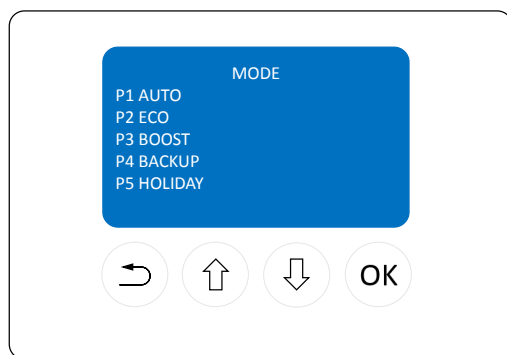 MODE
P1 AUTO
P2 ECO
P3 BOOST
P4 BACKUP
P5 HOLIDAY
OK